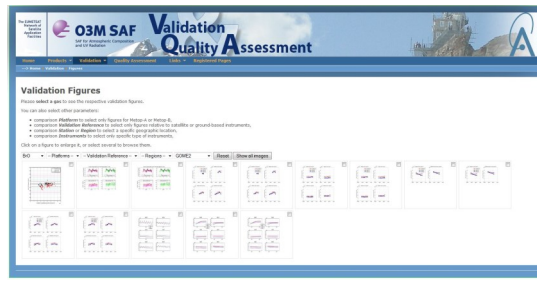 The EUMETSAT
Network of
Satellite
Application
Facilities
O3M SAF
SAF for Atmospheric Composition
and UV Radiation
Validation
Quality Assessment
Home Products Validation Quality Assessment Links Registered Pages
Home Validation Figures
Validation Figures
Please select a gas to see the respective validation figures.
You can also select other parameters:
comparison Platform to select only figures for Metop-A or Metop-B,
comparison Validation-Reference to select only figures relative to satellite or ground-based instruments,
comparison Station or Region to select a specific geographic location,
comparison Instruments to select only specific type of instruments,
Click on a figure to enlarge it, or select several to browse them.
BrO - Platforms - - Validation-Reference - - Regions - GOME2 Reset Show all images